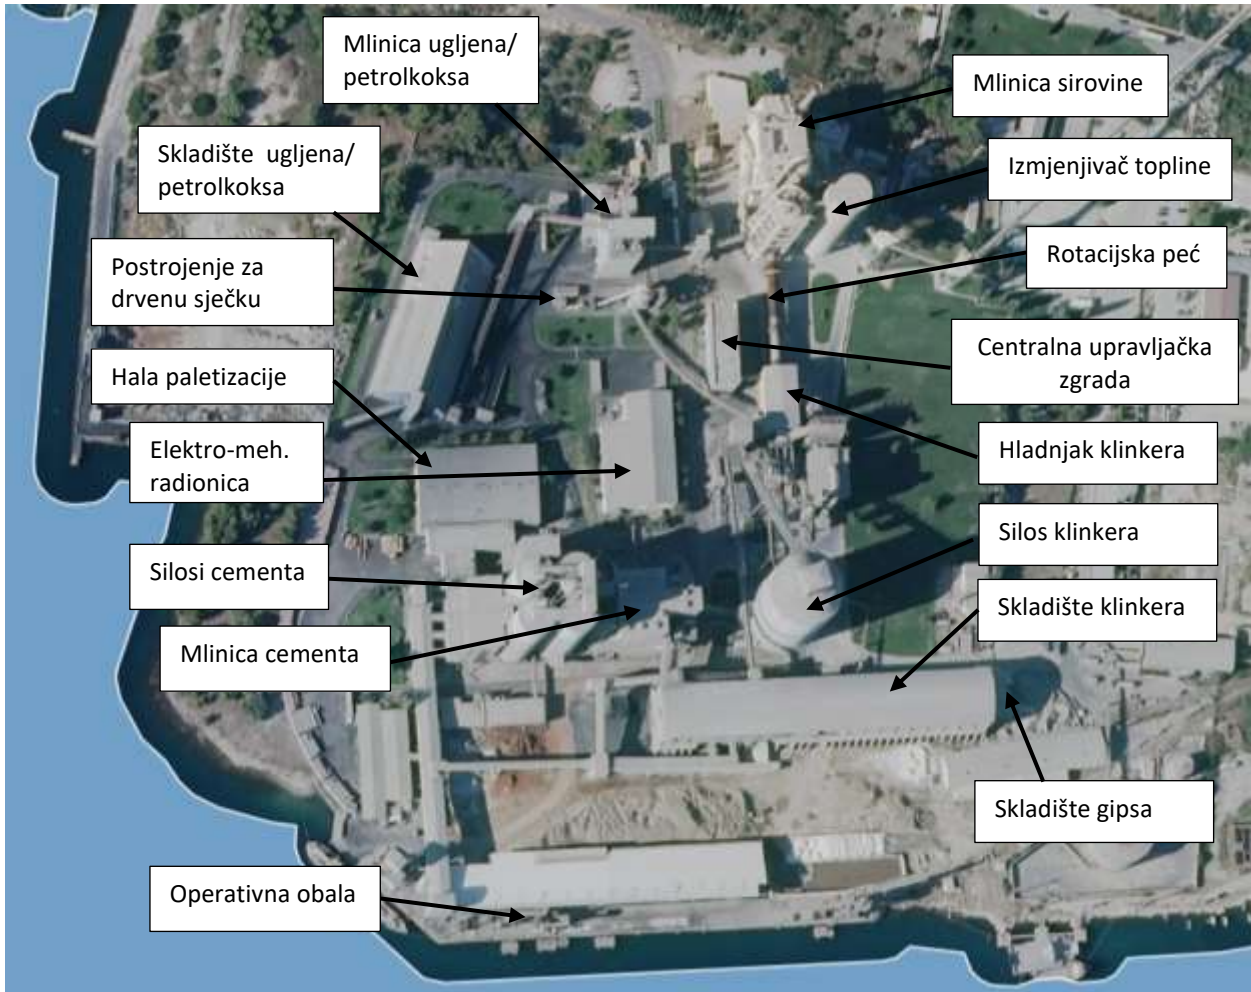 Mlinica ugljena/
petrolkoksa
Mlinica sirovine
Skladište ugljena/
petrolkoksa
Izmjenjivač topline
Postrojenje za
drvenu sječku
Rotacijska peć
Centralna upravljačka
zgrada
Hala paletizacije
Elektro-meh.
radionica
Hladnjak klinkera
Silos klinkera
Silosi cementa
Skladište klinkera
Mlinica cementa
Skladište gipsa
Operativna obala